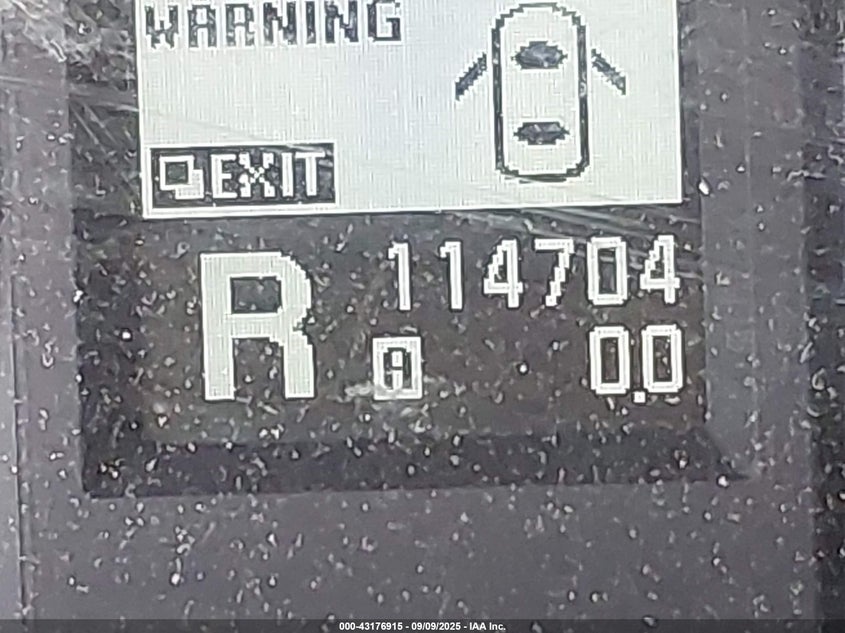 WARNING
EXIT
R 114704
A 0.0
000-43176915 - 09/09/2025 - IAA Inc.